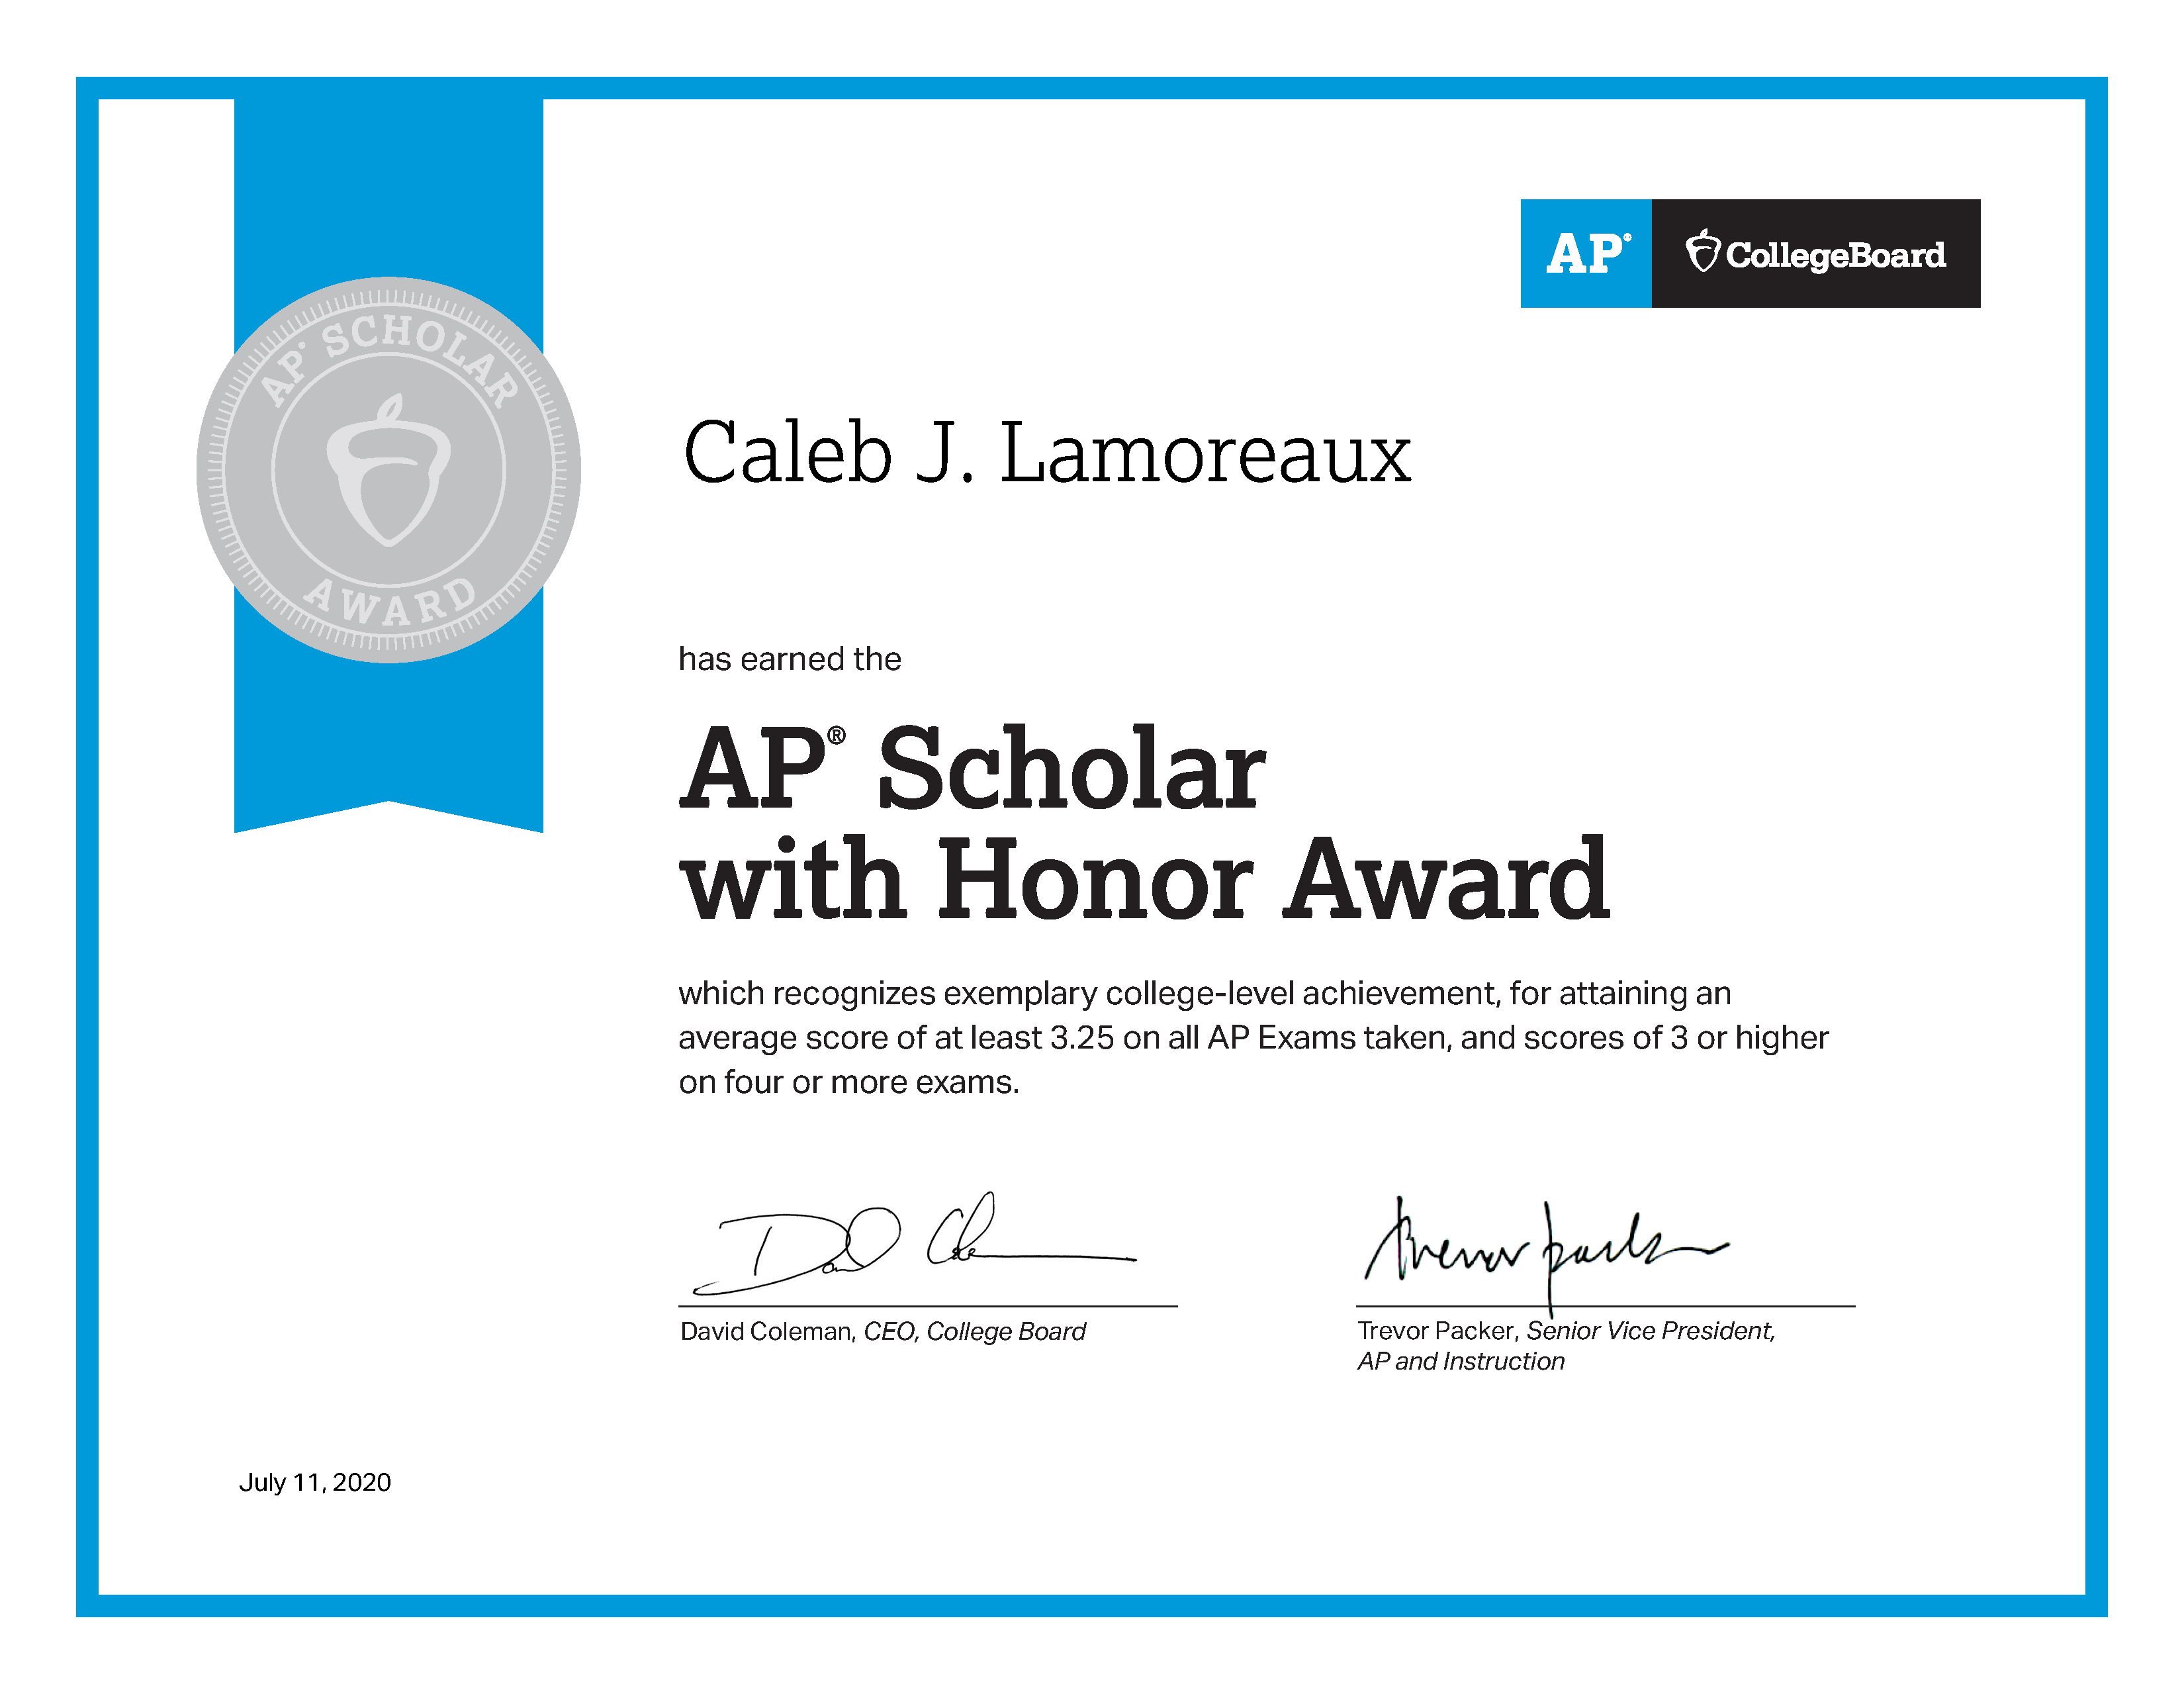 AP® CollegeBoard
AP® SCHOLAR
AWARD
Caleb J. Lamoreaux
has earned the
AP® Scholar
with Honor Award
which recognizes exemplary college-level achievement, for attaining an
average score of at least 3.25 on all AP Exams taken, and scores of 3 or higher
on four or more exams.
David Coleman, CEO, College Board
Trevor Packer, Senior Vice President,
AP and Instruction
July 11, 2020